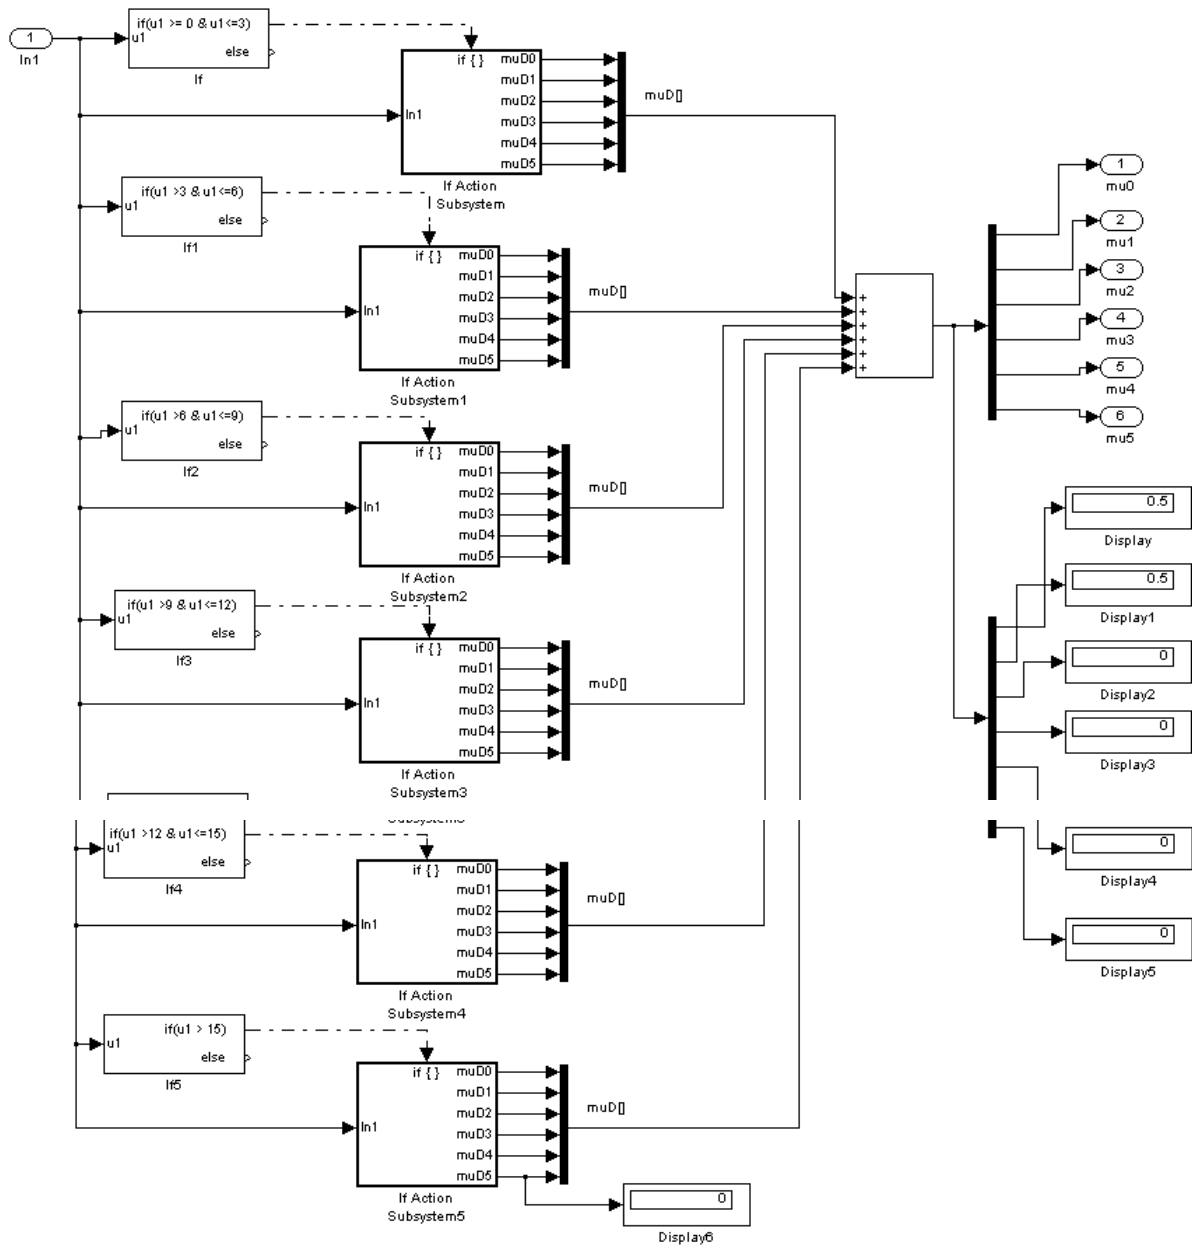 1
In1
if(u1 >= 0 & u1<=3)
u1
else
If
if { }
In1
muD0
muD1
muD2
muD3
muD4
muD5
If Action
Subsystem
muD[]
if(u1 >3 & u1<=6)
u1
else
If1
if { }
In1
muD0
muD1
muD2
muD3
muD4
muD5
If Action
Subsystem1
muD[]
if(u1 >6 & u1<=9)
u1
else
If2
if { }
In1
muD0
muD1
muD2
muD3
muD4
muD5
If Action
Subsystem2
muD[]
if(u1 >9 & u1<=12)
u1
else
If3
if { }
In1
muD0
muD1
muD2
muD3
muD4
muD5
If Action
Subsystem3
muD[]
if(u1 >12 & u1<=15)
u1
else
If4
if { }
In1
muD0
muD1
muD2
muD3
muD4
muD5
If Action
Subsystem4
muD[]
if(u1 > 15)
u1
else
If5
if { }
In1
muD0
muD1
muD2
muD3
muD4
muD5
If Action
Subsystem5
muD[]
0
Display6
+
+
+
+
+
+
1
mu0
2
mu1
3
mu2
4
mu3
5
mu4
6
mu5
0.5
Display
0.5
Display1
0
Display2
0
Display3
0
Display4
0
Display5